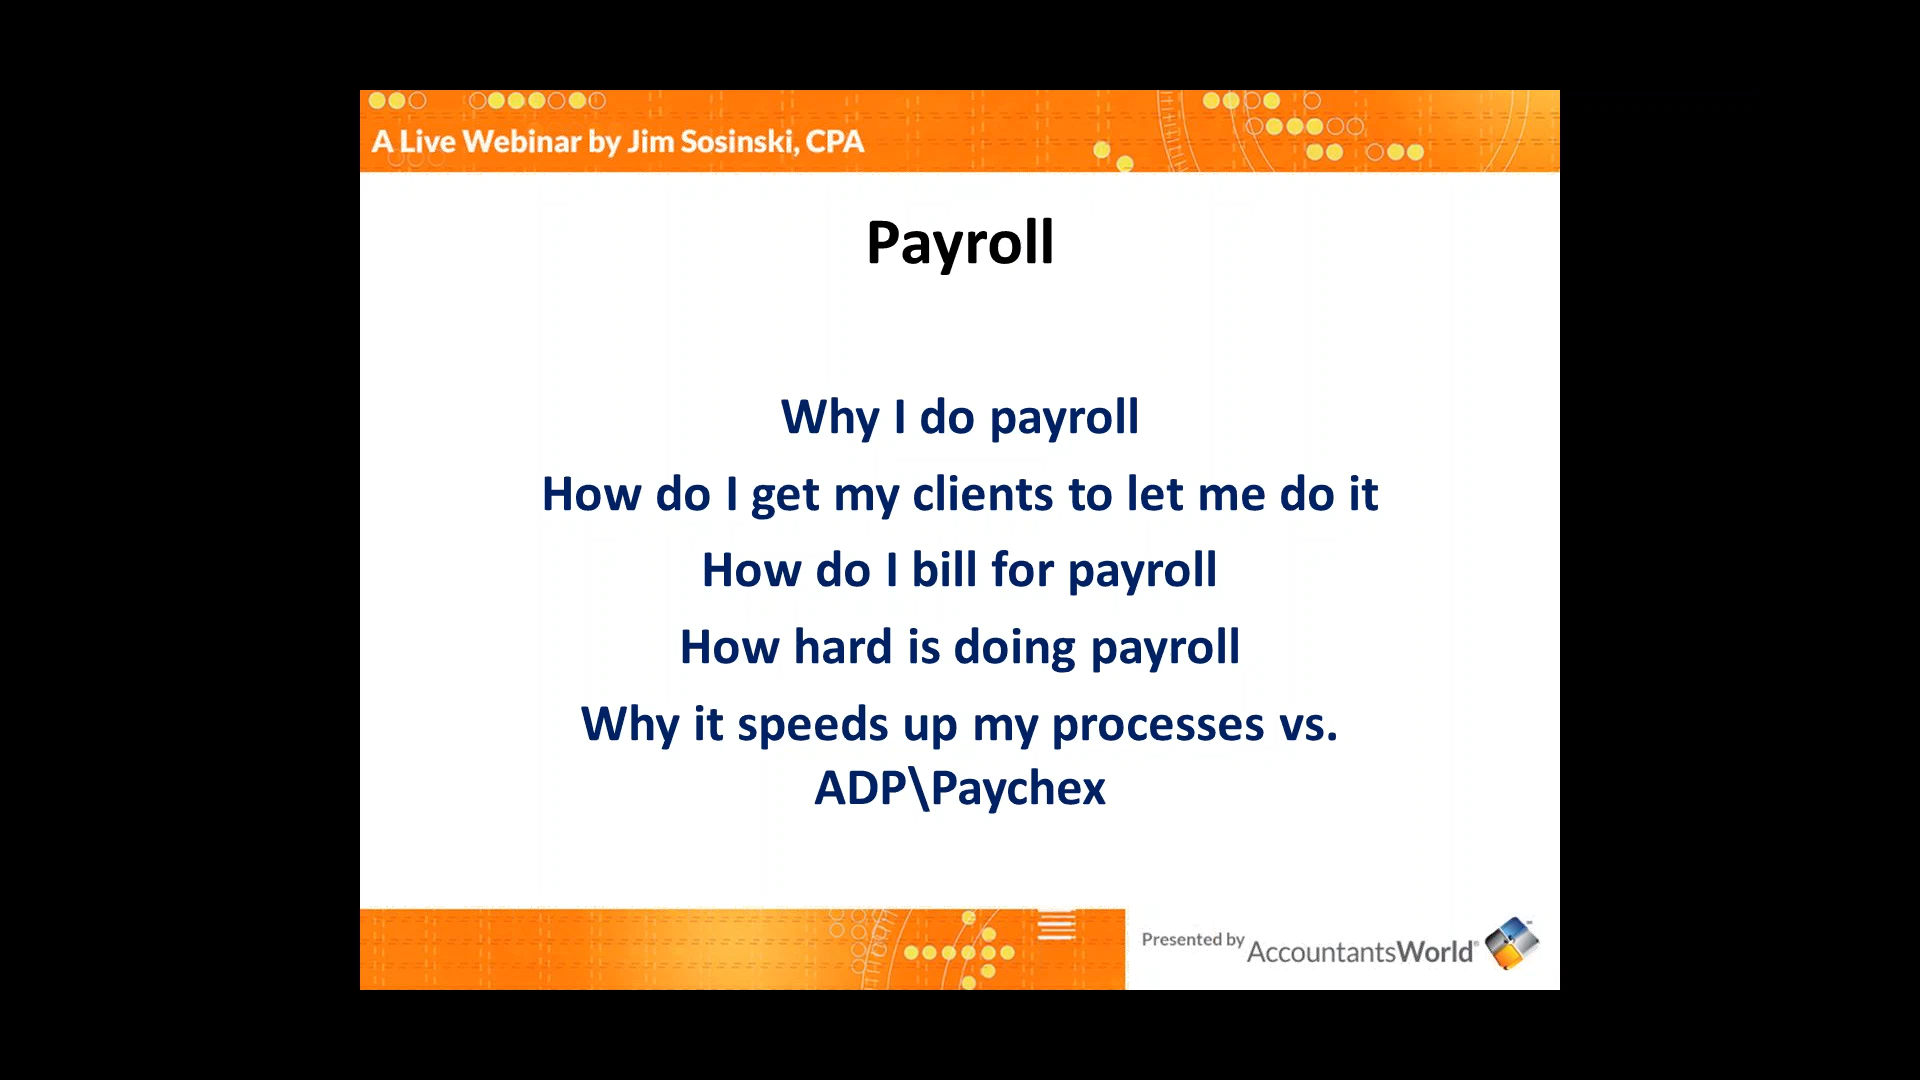 A Live Webinar by Jim Sosinski, CPA
Payroll
Why I do payroll
How do I get my clients to let me do it
How do I bill for payroll
How hard is doing payroll
Why it speeds up my processes vs.
ADP\Paychex
Presented by AccountantsWorld®